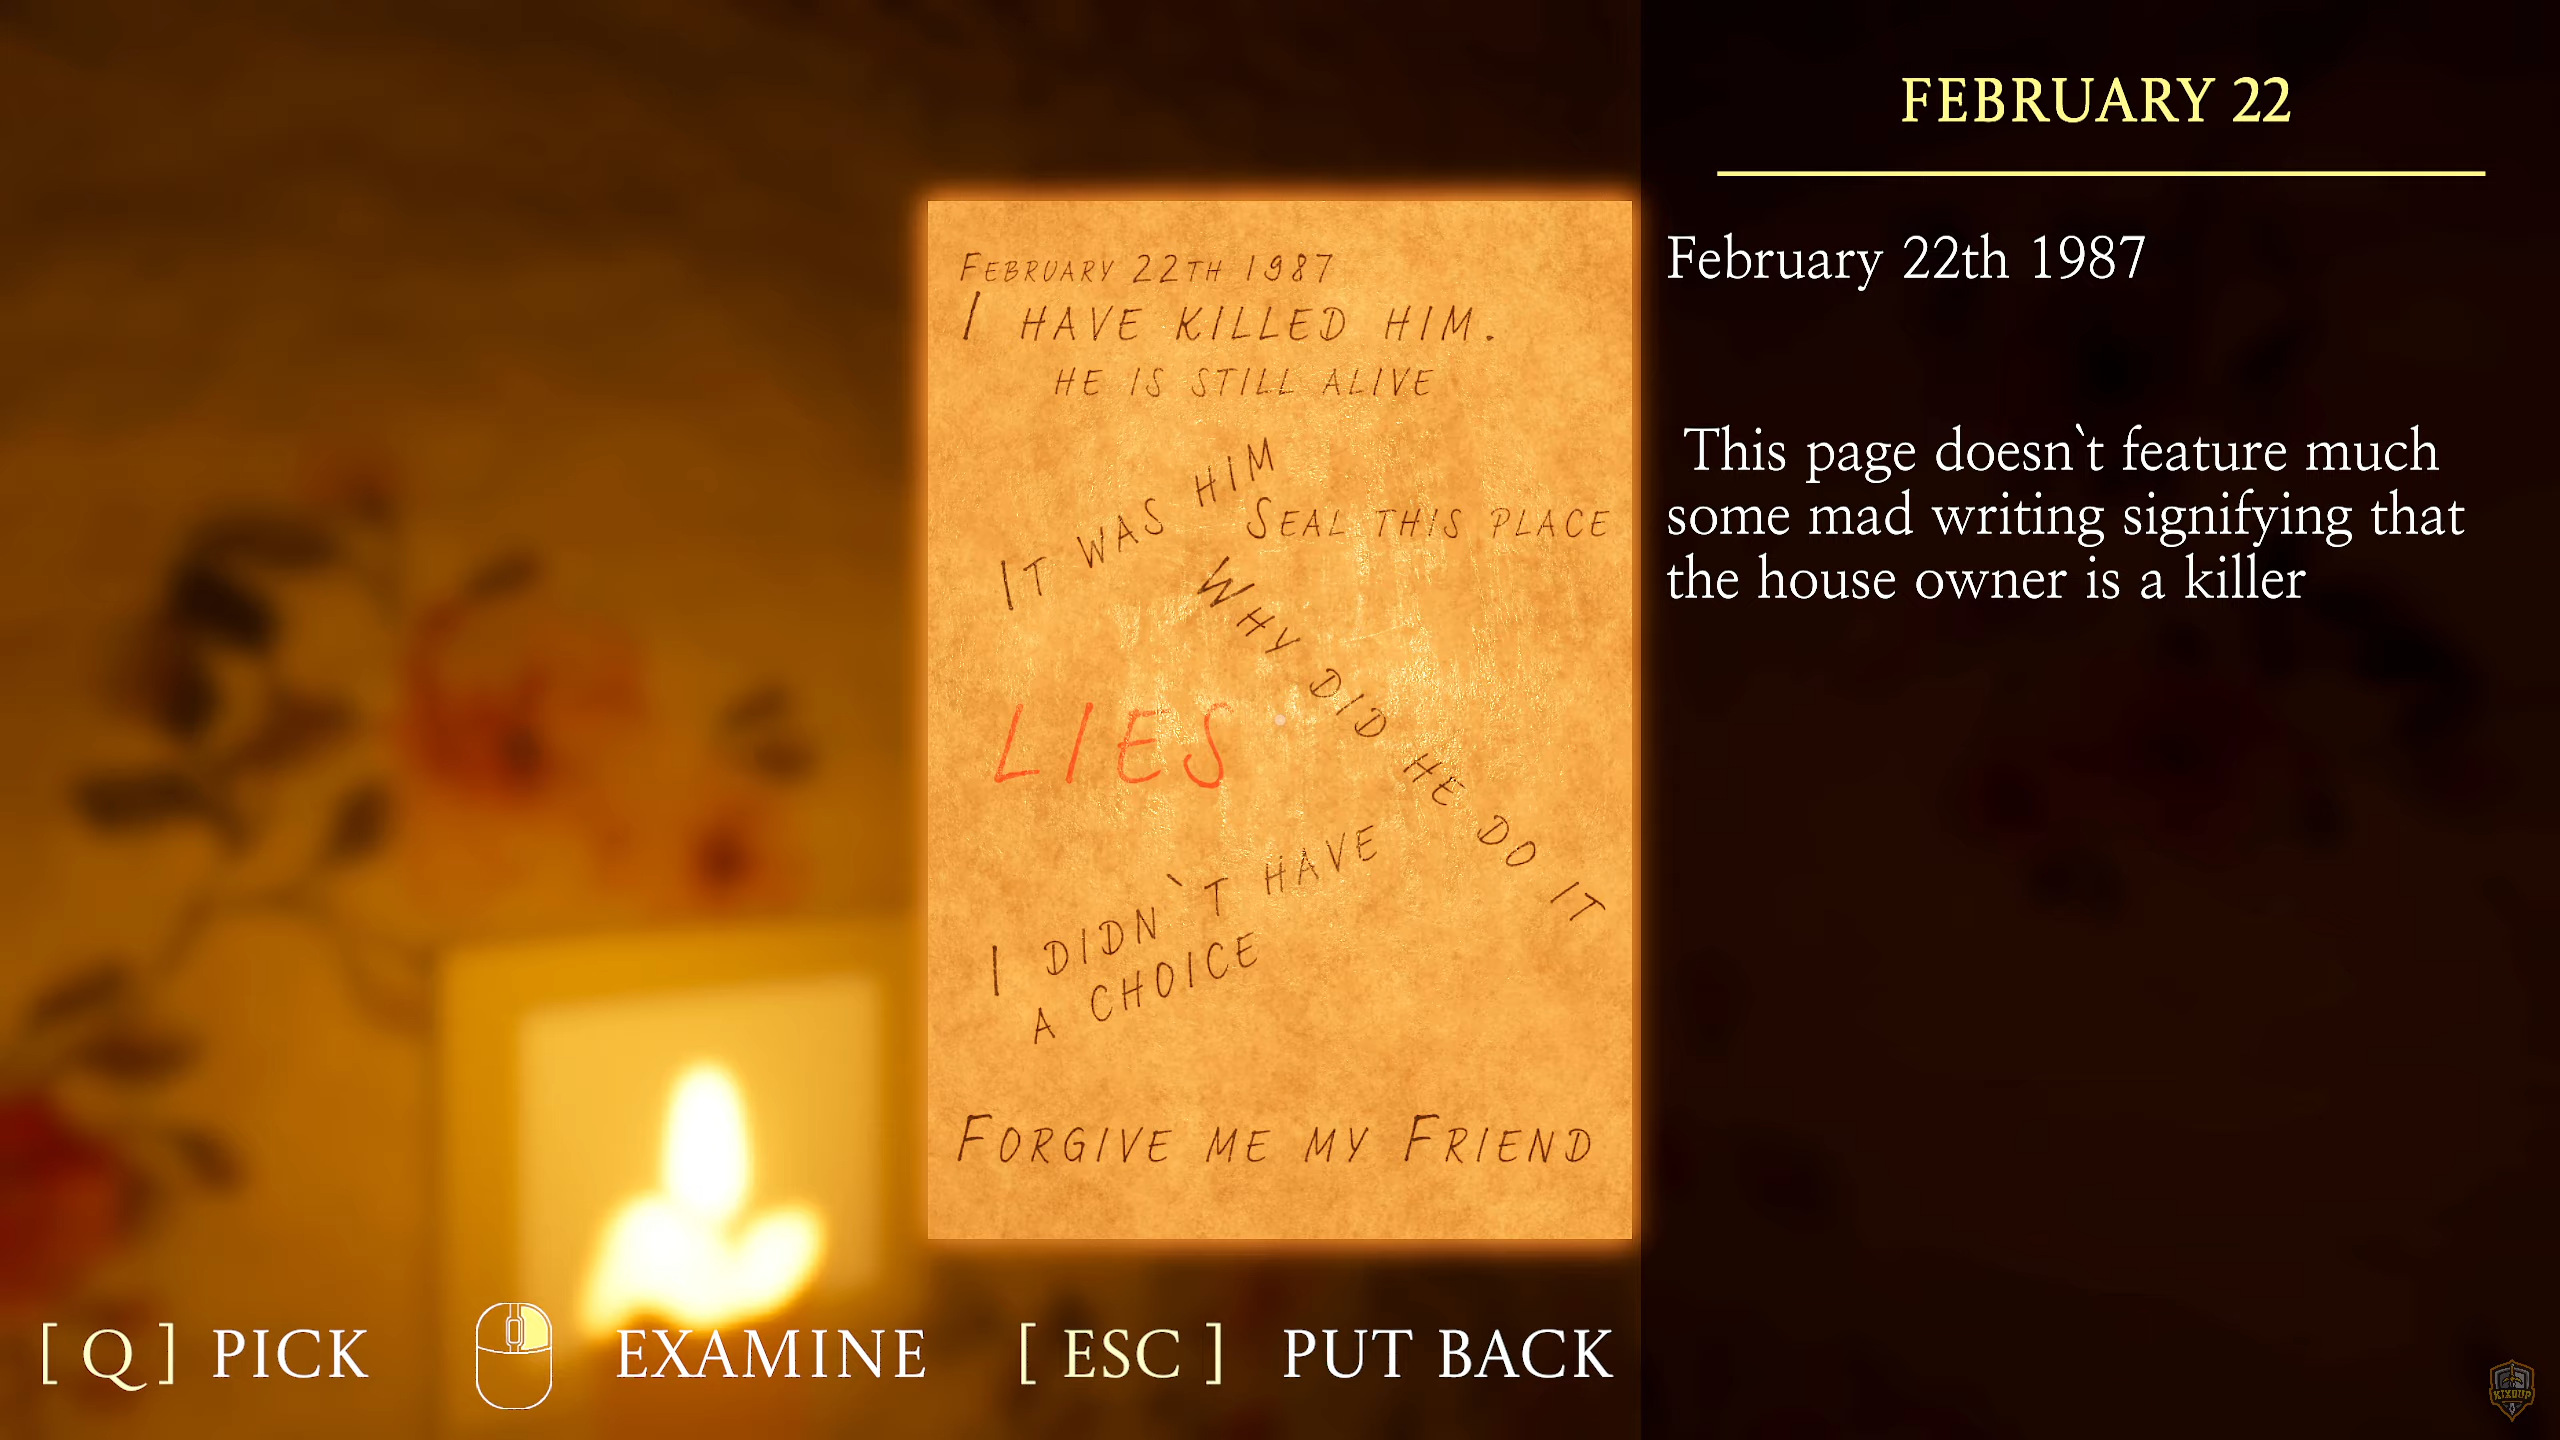 FEBRUARY 22TH 1987
I HAVE KILLED HIM.
HE IS STILL ALIVE
IT WAS HIM
SEAL THIS PLACE
WHY DID HE DO IT
LIES
I DIDN`T HAVE
A CHOICE
FORGIVE ME MY FRIEND
FEBRUARY 22
February 22th 1987
This page doesn`t feature much
some mad writing signifying that
the house owner is a killer
[ Q ] PICK
EXAMINE
[ ESC ] PUT BACK
KIXDUP